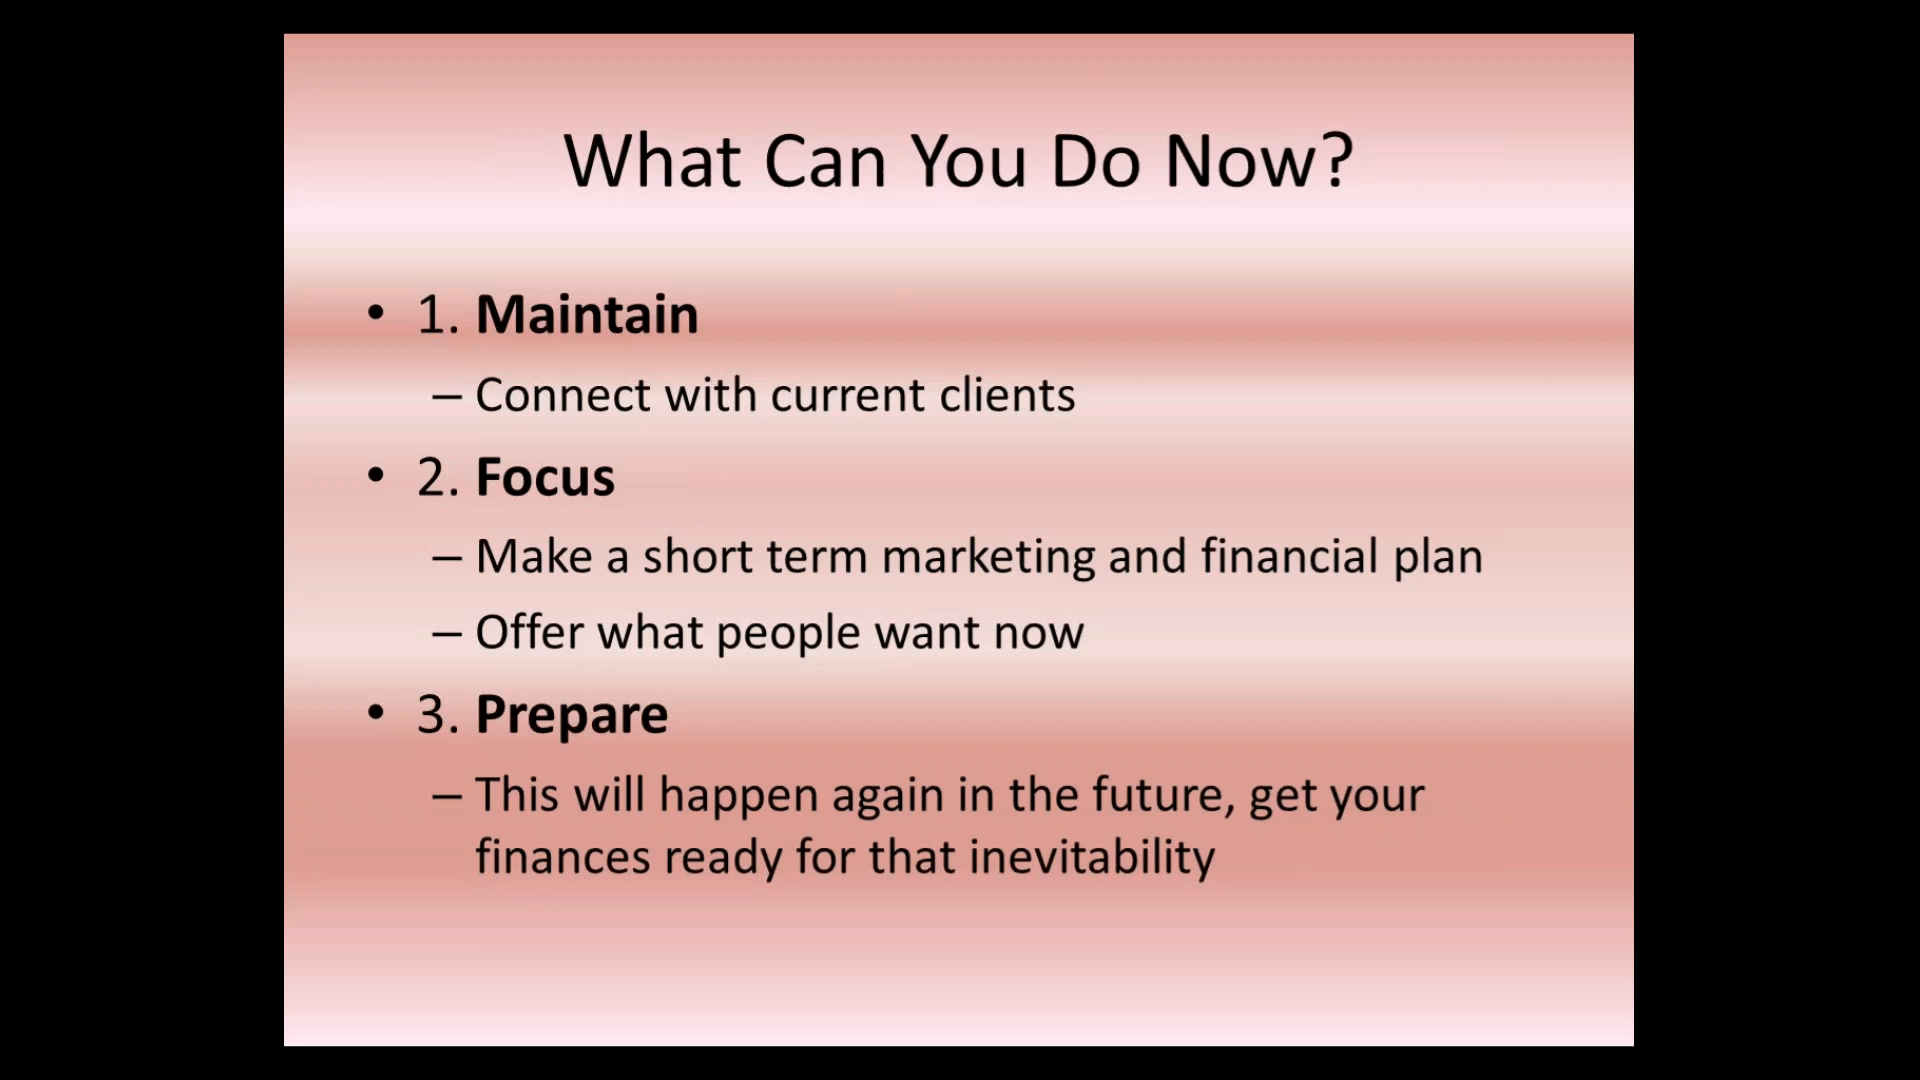 What Can You Do Now?
• 1. Maintain
– Connect with current clients
• 2. Focus
– Make a short term marketing and financial plan
– Offer what people want now
• 3. Prepare
– This will happen again in the future, get your
finances ready for that inevitability